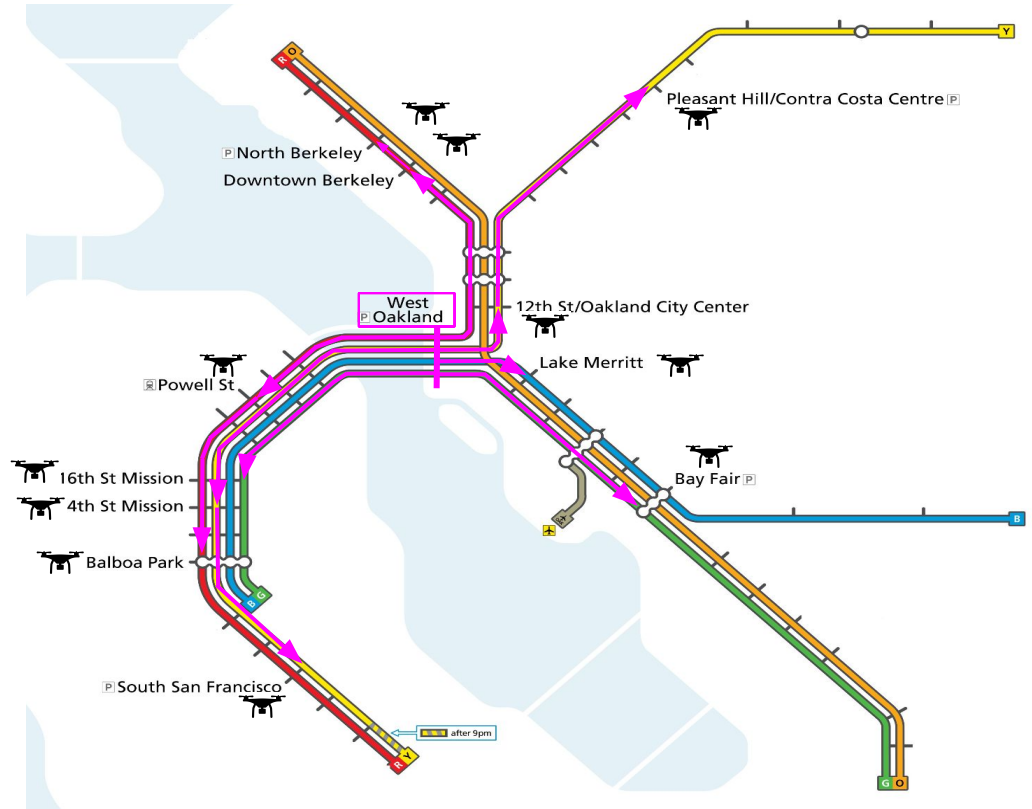 O
R
Y
Pleasant Hill/Contra Costa Centre P
P North Berkeley
Downtown Berkeley
West
P Oakland
12th St/Oakland City Center
Lake Merritt
Powell St
16th St Mission
4th St Mission
Bay Fair P
B
Balboa Park
B G
P South San Francisco
after 9pm
Y
R
G O